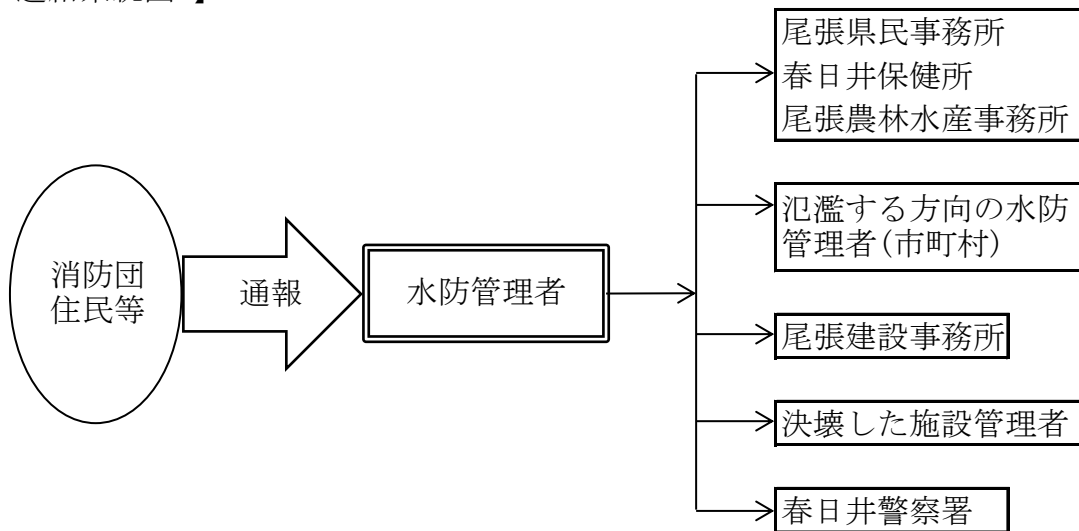 尾張県民事務所
春日井保健所
尾張農林水産事務所
氾濫する方向の水防
管理者(市町村)
消防団
住民等
通報
水防管理者
尾張建設事務所
決壊した施設管理者
春日井警察署